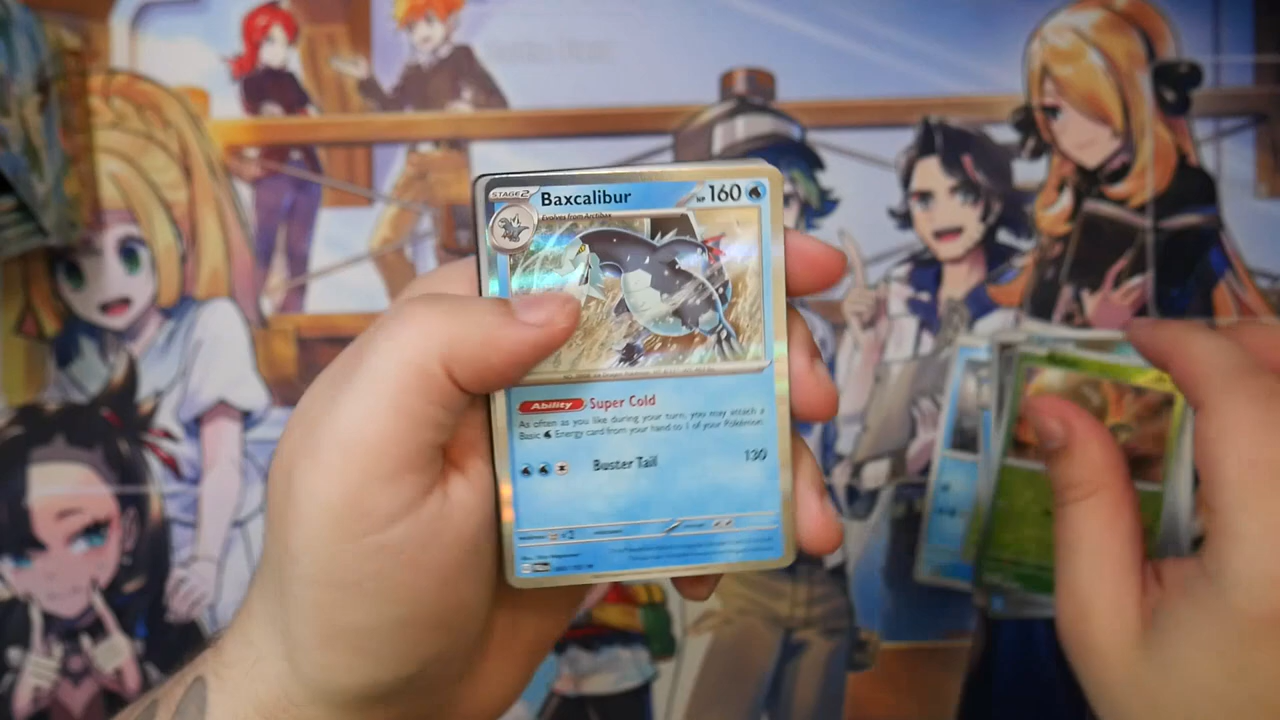 STAGE 2 Baxcalibur HP 160
Evolves from Arctibax
Ability Super Cold
As often as you like during your turn, you may attach a
Basic Energy card from your hand to 1 of your Pokémon.
Buster Tail 130
×2